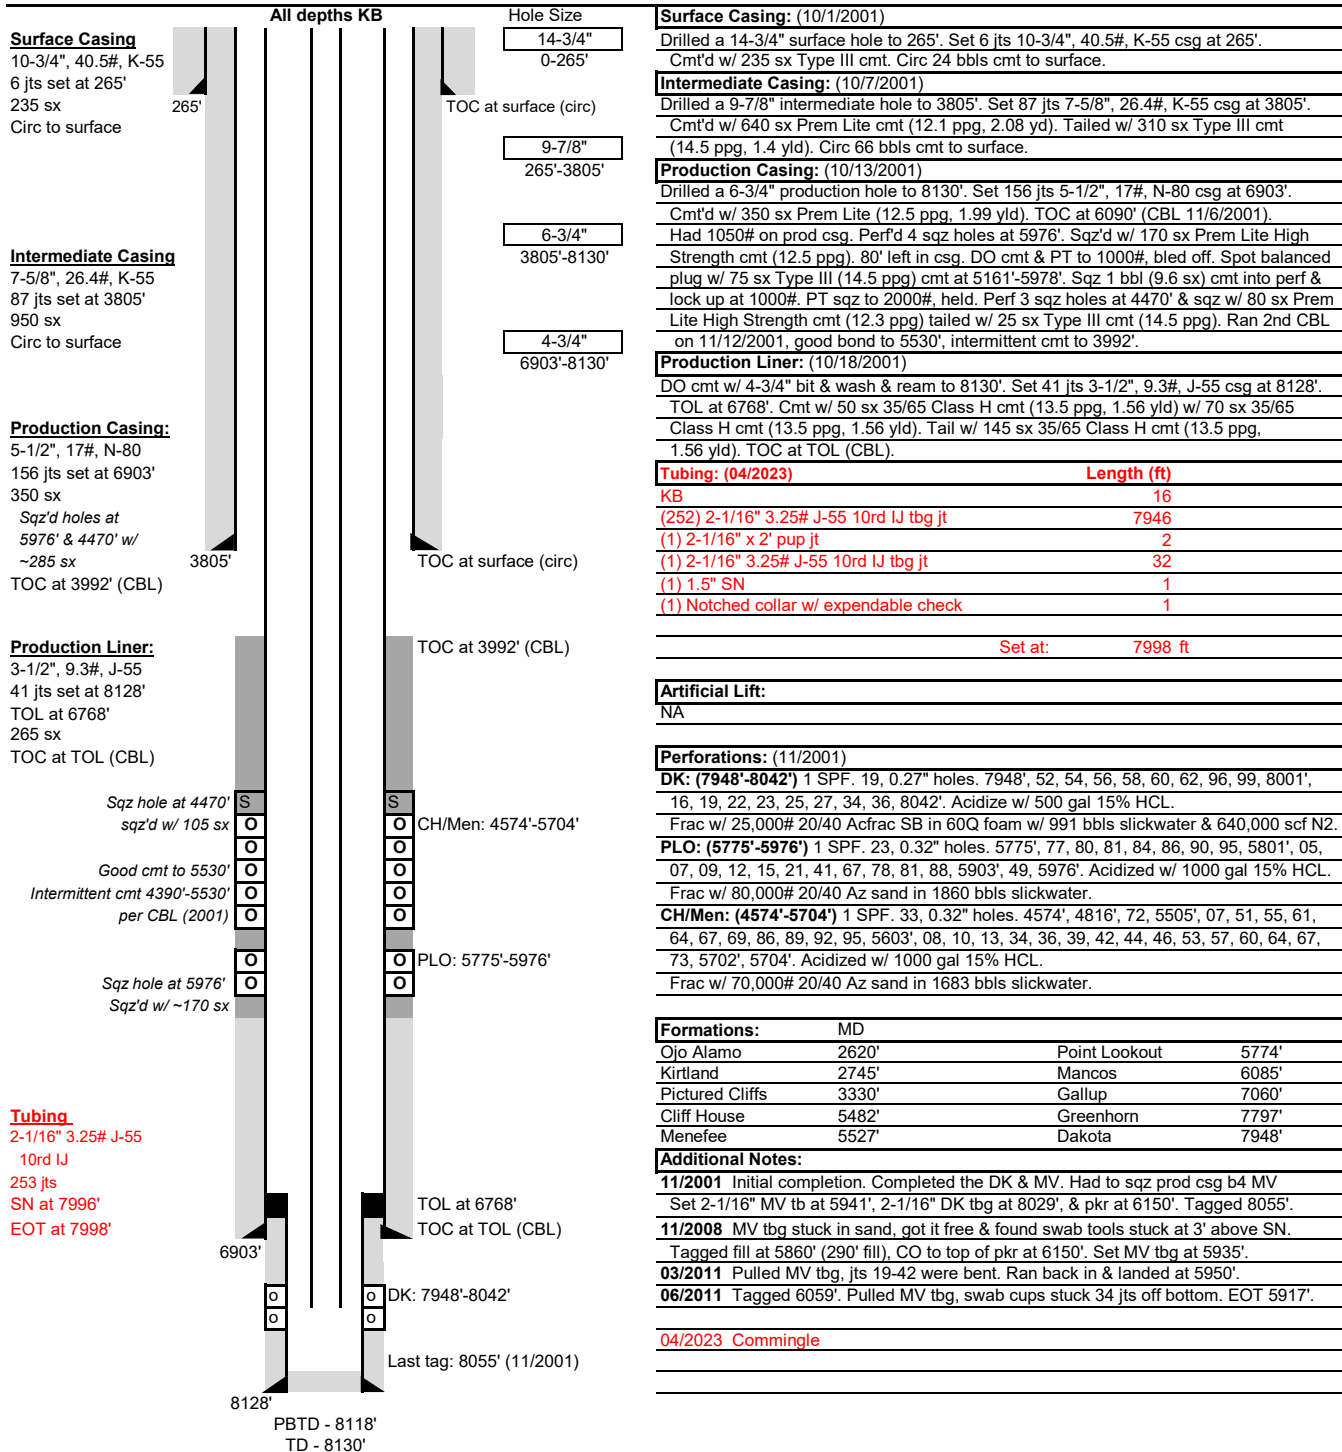 All depths KB
Hole Size
Surface Casing
10-3/4", 40.5#, K-55
6 jts set at 265'
235 sx
Circ to surface
265'
TOC at surface (circ)
14-3/4"
0-265'
9-7/8"
265'-3805'
6-3/4"
3805'-8130'
4-3/4"
6903'-8130'
Intermediate Casing
7-5/8", 26.4#, K-55
87 jts set at 3805'
950 sx
Circ to surface
Production Casing:
5-1/2", 17#, N-80
156 jts set at 6903'
350 sx
Sqz'd holes at
5976' & 4470' w/
~285 sx
TOC at 3992' (CBL)
3805'
TOC at surface (circ)
Production Liner:
3-1/2", 9.3#, J-55
41 jts set at 8128'
TOL at 6768'
265 sx
TOC at TOL (CBL)
TOC at 3992' (CBL)
Sqz hole at 4470' S S
sqz'd w/ 105 sx O O CH/Men: 4574'-5704'
O O
Good cmt to 5530' O O
Intermittent cmt 4390'-5530' O O
per CBL (2001) O O
O O PLO: 5775'-5976'
Sqz hole at 5976' O O
Sqz'd w/ ~170 sx
Tubing
2-1/16" 3.25# J-55
10rd IJ
253 jts
SN at 7996'
EOT at 7998'
TOL at 6768'
TOC at TOL (CBL)
6903'
o o DK: 7948'-8042'
o o
Last tag: 8055' (11/2001)
8128'
PBTD - 8118'
TD - 8130'
Surface Casing: (10/1/2001)
Drilled a 14-3/4" surface hole to 265'. Set 6 jts 10-3/4", 40.5#, K-55 csg at 265'.
Cmt'd w/ 235 sx Type III cmt. Circ 24 bbls cmt to surface.
Intermediate Casing: (10/7/2001)
Drilled a 9-7/8" intermediate hole to 3805'. Set 87 jts 7-5/8", 26.4#, K-55 csg at 3805'.
Cmt'd w/ 640 sx Prem Lite cmt (12.1 ppg, 2.08 yd). Tailed w/ 310 sx Type III cmt
(14.5 ppg, 1.4 yld). Circ 66 bbls cmt to surface.
Production Casing: (10/13/2001)
Drilled a 6-3/4" production hole to 8130'. Set 156 jts 5-1/2", 17#, N-80 csg at 6903'.
Cmt'd w/ 350 sx Prem Lite (12.5 ppg, 1.99 yld). TOC at 6090' (CBL 11/6/2001).
Had 1050# on prod csg. Perf'd 4 sqz holes at 5976'. Sqz'd w/ 170 sx Prem Lite High
Strength cmt (12.5 ppg). 80' left in csg. DO cmt & PT to 1000#, bled off. Spot balanced
plug w/ 75 sx Type III (14.5 ppg) cmt at 5161'-5978'. Sqz 1 bbl (9.6 sx) cmt into perf &
lock up at 1000#. PT sqz to 2000#, held. Perf 3 sqz holes at 4470' & sqz w/ 80 sx Prem
Lite High Strength cmt (12.3 ppg) tailed w/ 25 sx Type III cmt (14.5 ppg). Ran 2nd CBL
on 11/12/2001, good bond to 5530', intermittent cmt to 3992'.
Production Liner: (10/18/2001)
DO cmt w/ 4-3/4" bit & wash & ream to 8130'. Set 41 jts 3-1/2", 9.3#, J-55 csg at 8128'.
TOL at 6768'. Cmt w/ 50 sx 35/65 Class H cmt (13.5 ppg, 1.56 yld) w/ 70 sx 35/65
Class H cmt (13.5 ppg, 1.56 yld). Tail w/ 145 sx 35/65 Class H cmt (13.5 ppg,
1.56 yld). TOC at TOL (CBL).
Tubing: (04/2023) Length (ft)
KB 16
(252) 2-1/16" 3.25# J-55 10rd IJ tbg jt 7946
(1) 2-1/16" x 2' pup jt 2
(1) 2-1/16" 3.25# J-55 10rd IJ tbg jt 32
(1) 1.5" SN 1
(1) Notched collar w/ expendable check 1
Set at: 7998 ft
Artificial Lift:
NA
Perforations: (11/2001)
DK: (7948'-8042') 1 SPF. 19, 0.27" holes. 7948', 52, 54, 56, 58, 60, 62, 96, 99, 8001',
16, 19, 22, 23, 25, 27, 34, 36, 8042'. Acidize w/ 500 gal 15% HCL.
Frac w/ 25,000# 20/40 Acfrac SB in 60Q foam w/ 991 bbls slickwater & 640,000 scf N2.
PLO: (5775'-5976') 1 SPF. 23, 0.32" holes. 5775', 77, 80, 81, 84, 86, 90, 95, 5801', 05,
07, 09, 12, 15, 21, 41, 67, 78, 81, 88, 5903', 49, 5976'. Acidized w/ 1000 gal 15% HCL.
Frac w/ 80,000# 20/40 Az sand in 1860 bbls slickwater.
CH/Men: (4574'-5704') 1 SPF. 33, 0.32" holes. 4574', 4816', 72, 5505', 07, 51, 55, 61,
64, 67, 69, 86, 89, 92, 95, 5603', 08, 10, 13, 34, 36, 39, 42, 44, 46, 53, 57, 60, 64, 67,
73, 5702', 5704'. Acidized w/ 1000 gal 15% HCL.
Frac w/ 70,000# 20/40 Az sand in 1683 bbls slickwater.
Formations: MD
Ojo Alamo 2620' Point Lookout 5774'
Kirtland 2745' Mancos 6085'
Pictured Cliffs 3330' Gallup 7060'
Cliff House 5482' Greenhorn 7797'
Menefee 5527' Dakota 7948'
Additional Notes:
11/2001 Initial completion. Completed the DK & MV. Had to sqz prod csg b4 MV
Set 2-1/16" MV tb at 5941', 2-1/16" DK tbg at 8029', & pkr at 6150'. Tagged 8055'.
11/2008 MV tbg stuck in sand, got it free & found swab tools stuck at 3' above SN.
Tagged fill at 5860' (290' fill), CO to top of pkr at 6150'. Set MV tbg at 5935'.
03/2011 Pulled MV tbg, jts 19-42 were bent. Ran back in & landed at 5950'.
06/2011 Tagged 6059'. Pulled MV tbg, swab cups stuck 34 jts off bottom. EOT 5917'.
04/2023 Commingle